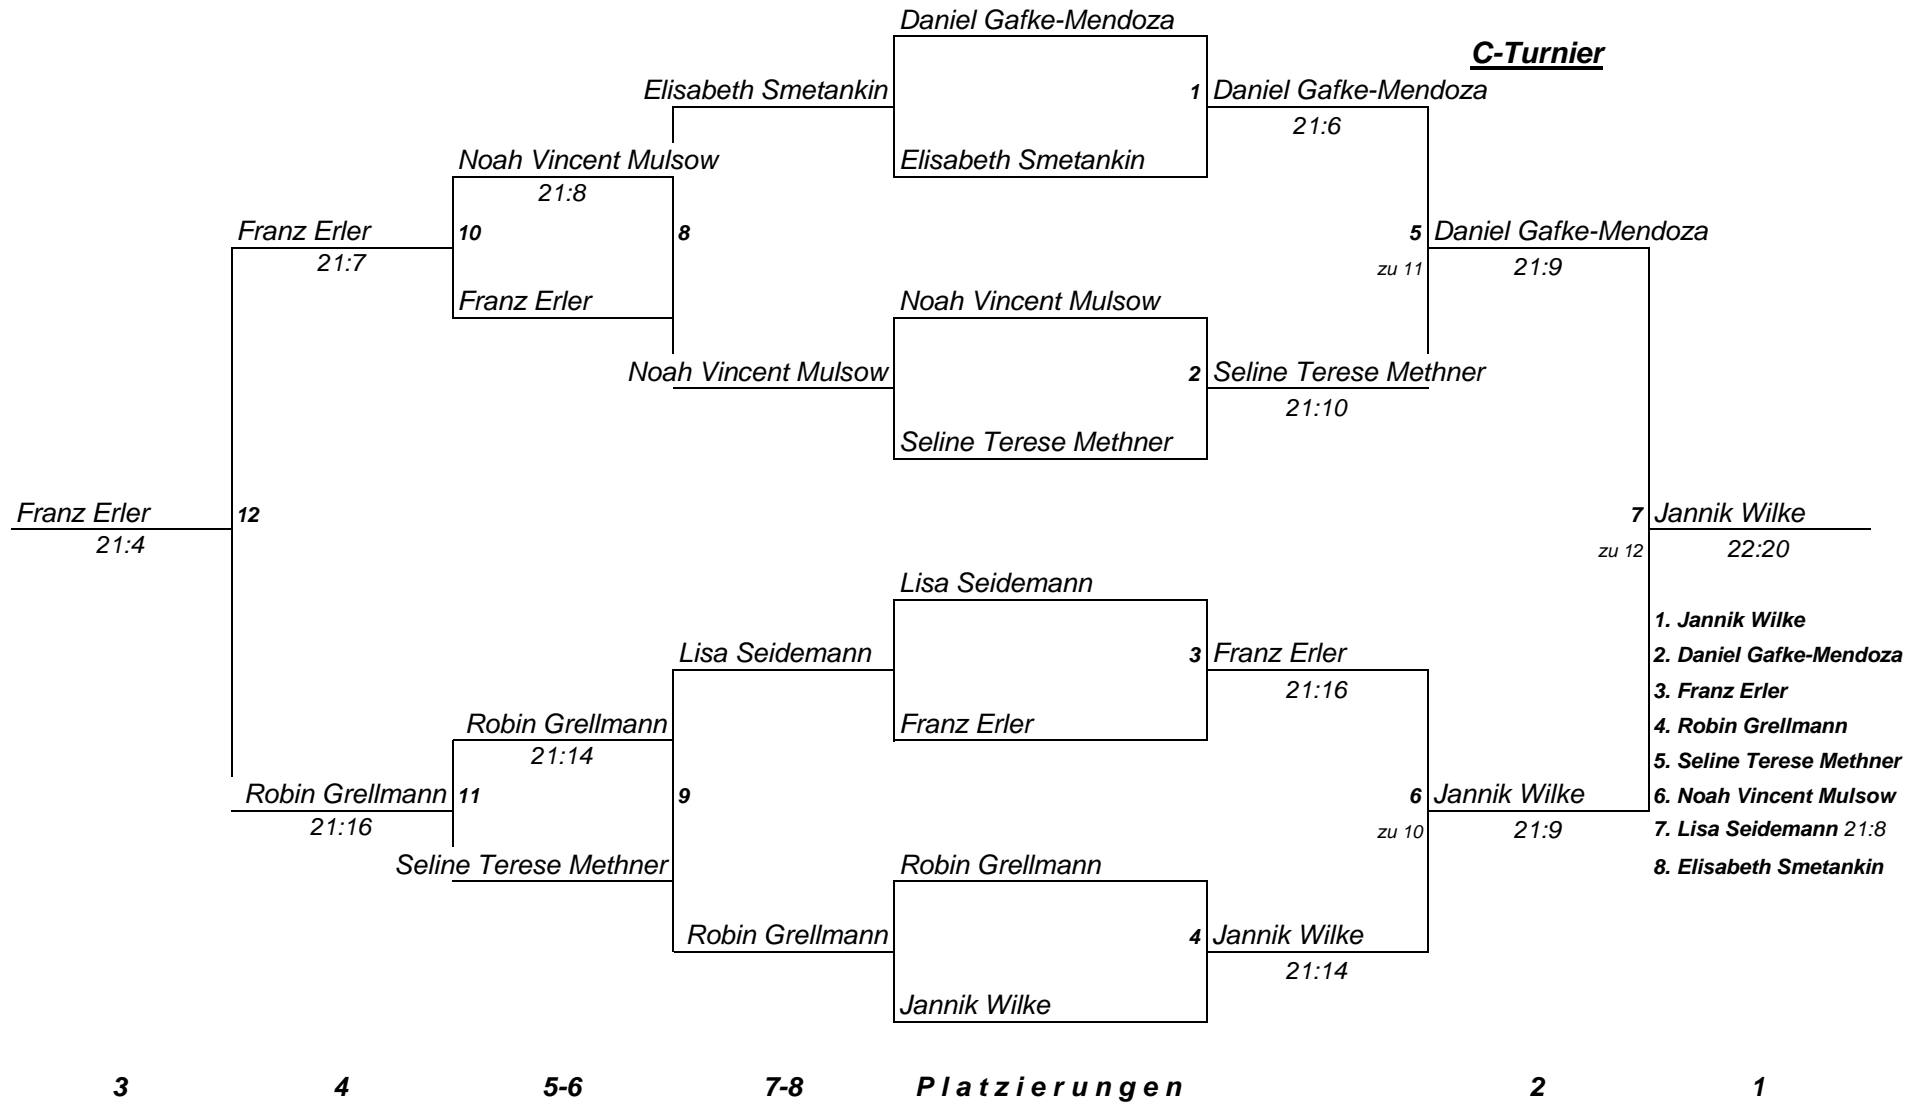 Daniel Gafke-Mendoza
C-Turnier
Elisabeth Smetankin 1 Daniel Gafke-Mendoza
21:6
Noah Vincent Mulsow Elisabeth Smetankin
21:8
Franz Erler 10 8 5 Daniel Gafke-Mendoza
21:7 zu 11 21:9
Franz Erler Noah Vincent Mulsow
Noah Vincent Mulsow 2 Seline Terese Methner
21:10
Seline Terese Methner
Franz Erler 12 7 Jannik Wilke
21:4 zu 12 22:20
Lisa Seidemann
1. Jannik Wilke
Lisa Seidemann 3 Franz Erler 2. Daniel Gafke-Mendoza
21:16 3. Franz Erler
Robin Grellmann Franz Erler 4. Robin Grellmann
21:14 5. Seline Terese Methner
Robin Grellmann 11 9 6 Jannik Wilke 6. Noah Vincent Mulsow
21:16 zu 10 21:9 7. Lisa Seidemann 21:8
Seline Terese Methner Robin Grellmann 8. Elisabeth Smetankin
Robin Grellmann 4 Jannik Wilke
21:14
Jannik Wilke
3 4 5-6 7-8 Platzierungen 2 1